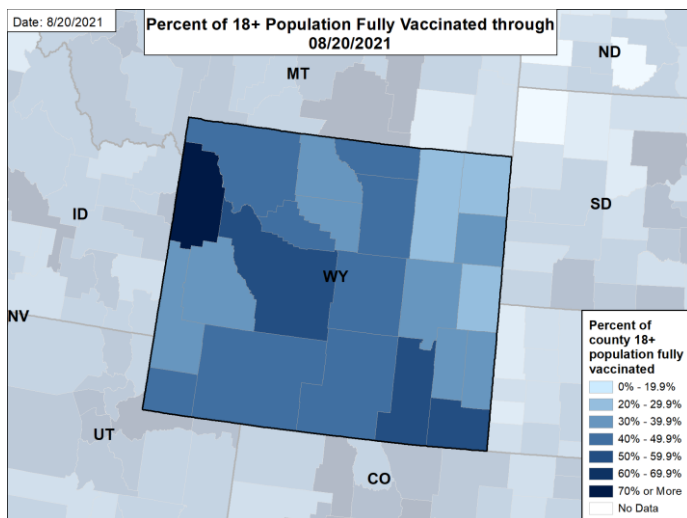 Date: 8/20/2021
Percent of 18+ Population Fully Vaccinated through
08/20/2021
MT
ND
ID
SD
WY
NV
UT
CO
Percent of
county 18+
population fully
vaccinated
0% - 19.9%
20% - 29.9%
30% - 39.9%
40% - 49.9%
50% - 59.9%
60% - 69.9%
70% or More
No Data